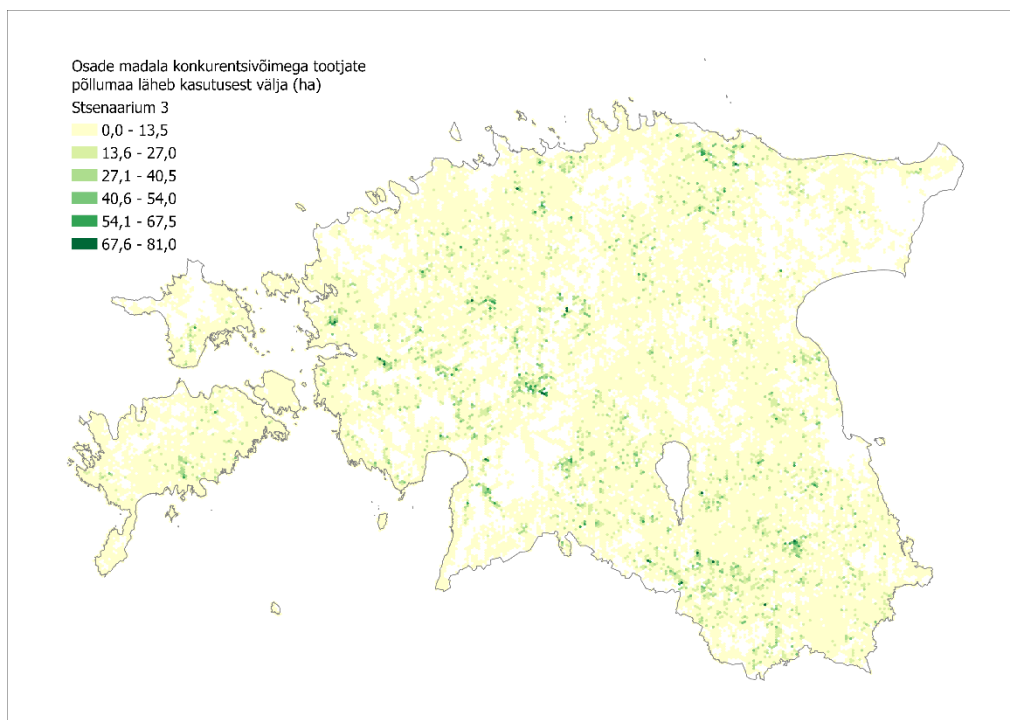 Osade madala konkurentsivõimega tootjate
põllumaa läheb kasutusest välja (ha)
Stsenaarium 3
0,0 - 13,5
13,6 - 27,0
27,1 - 40,5
40,6 - 54,0
54,1 - 67,5
67,6 - 81,0